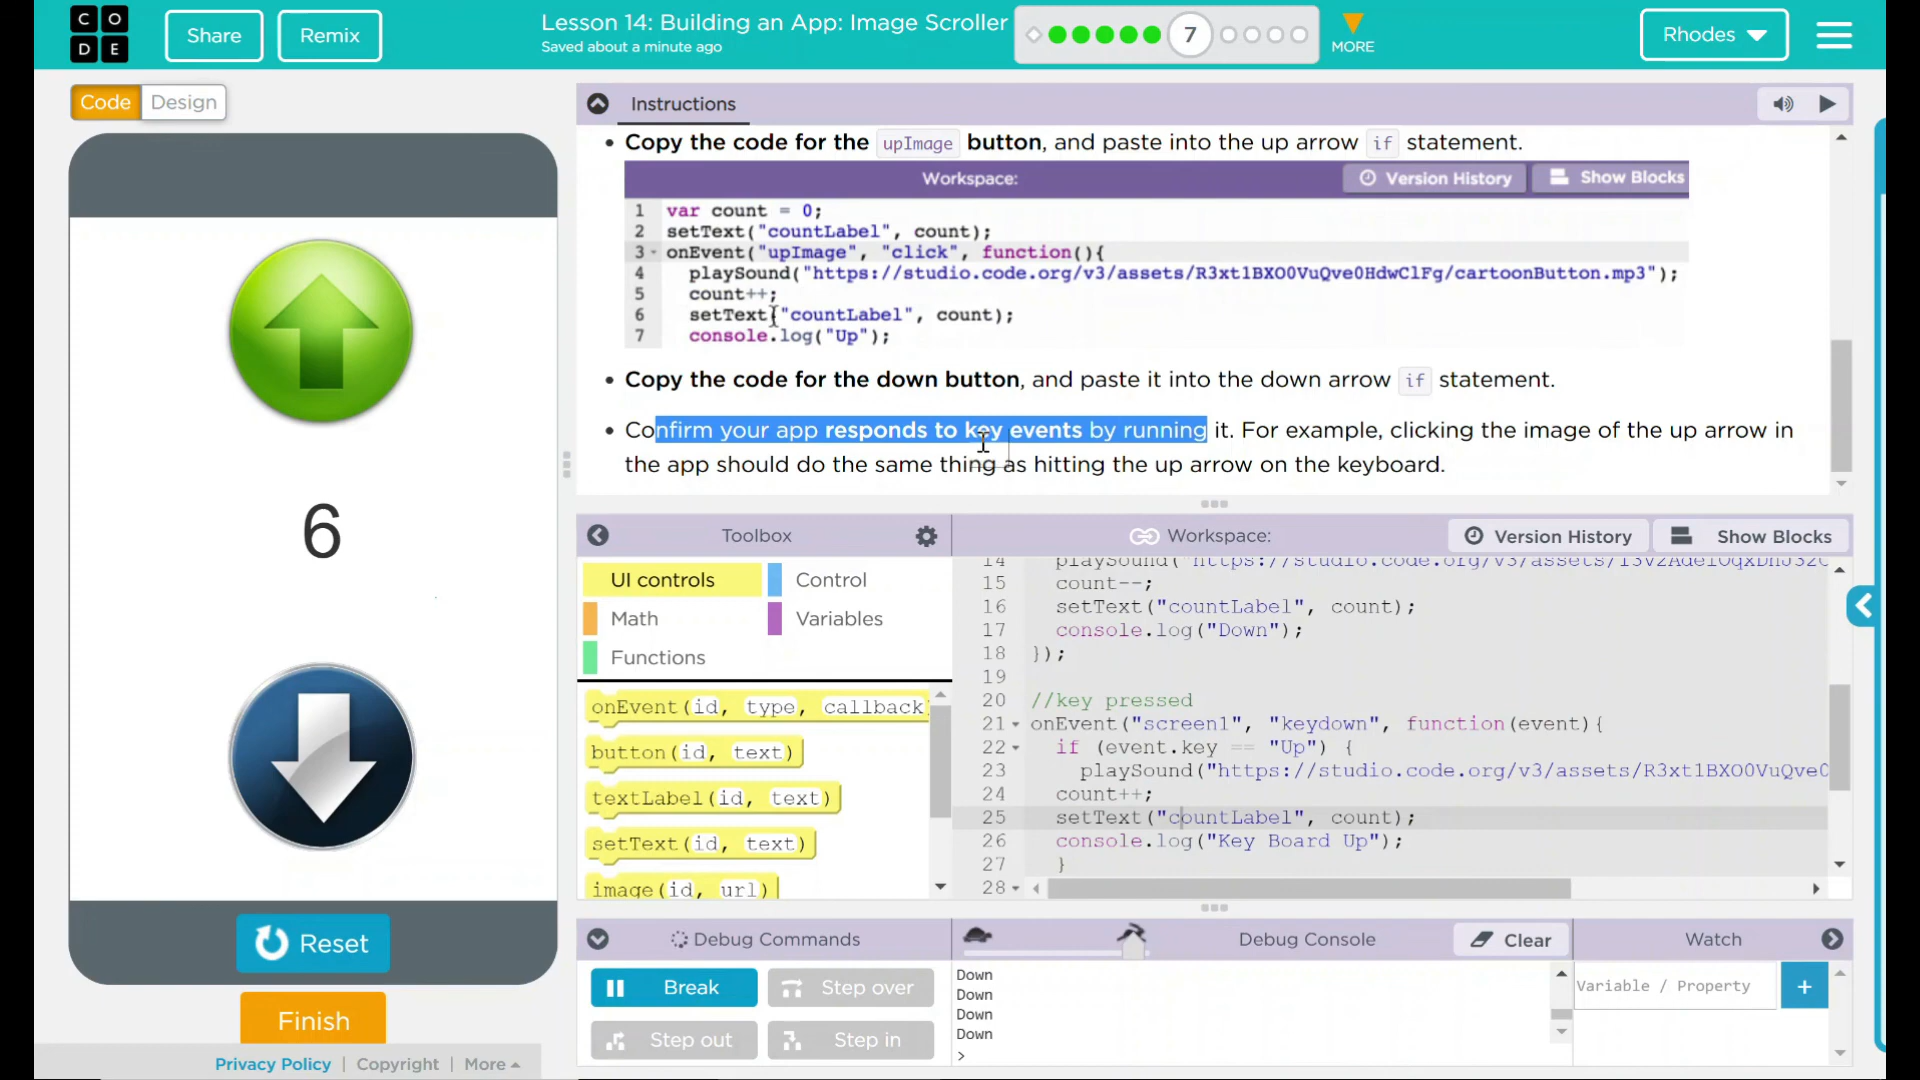 C O
D E
Share
Remix
Lesson 14: Building an App: Image Scroller
Saved about a minute ago
7
MORE
Rhodes
Code
Design
6
Reset
Finish
Privacy Policy | Copyright | More
Instructions
Copy the code for the upImage button, and paste into the up arrow if statement.
Workspace:
Version History
Show Blocks
1 var count = 0;
2 setText("countLabel", count);
3 onEvent("upImage", "click", function(){
4 playSound("https://studio.code.org/v3/assets/R3xt1BXO0VuQve0HdwClFg/cartoonButton.mp3");
5 count++;
6 setText("countLabel", count);
7 console.log("Up");
Copy the code for the down button, and paste it into the down arrow if statement.
Confirm your app responds to key events by running it. For example, clicking the image of the up arrow in
the app should do the same thing as hitting the up arrow on the keyboard.
Toolbox
UI controls
Control
Math
Variables
Functions
onEvent(id, type, callback
button(id, text)
textLabel(id, text)
setText(id, text)
image(id, url)
Workspace:
Version History
Show Blocks
14
15 count--;
16 setText("countLabel", count);
17 console.log("Down");
18 });
19
20 //key pressed
21 onEvent("screen1", "keydown", function(event){
22 if (event.key == "Up") {
23 playSound("https://studio.code.org/v3/assets/R3xt1BXO0VuQve0
24 count++;
25 setText("countLabel", count);
26 console.log("Key Board Up");
27 }
28
Debug Commands
Break
Step over
Step out
Step in
Debug Console
Clear
Down
Down
Down
Down
>
Watch
Variable / Property
+